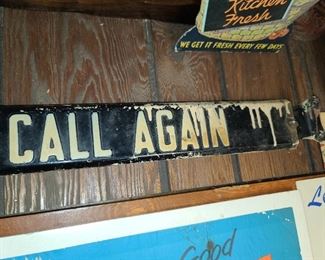 Kitchen
Fresh
WE GET IT FRESH EVERY FEW DAYS
CALL AGAIN
Good